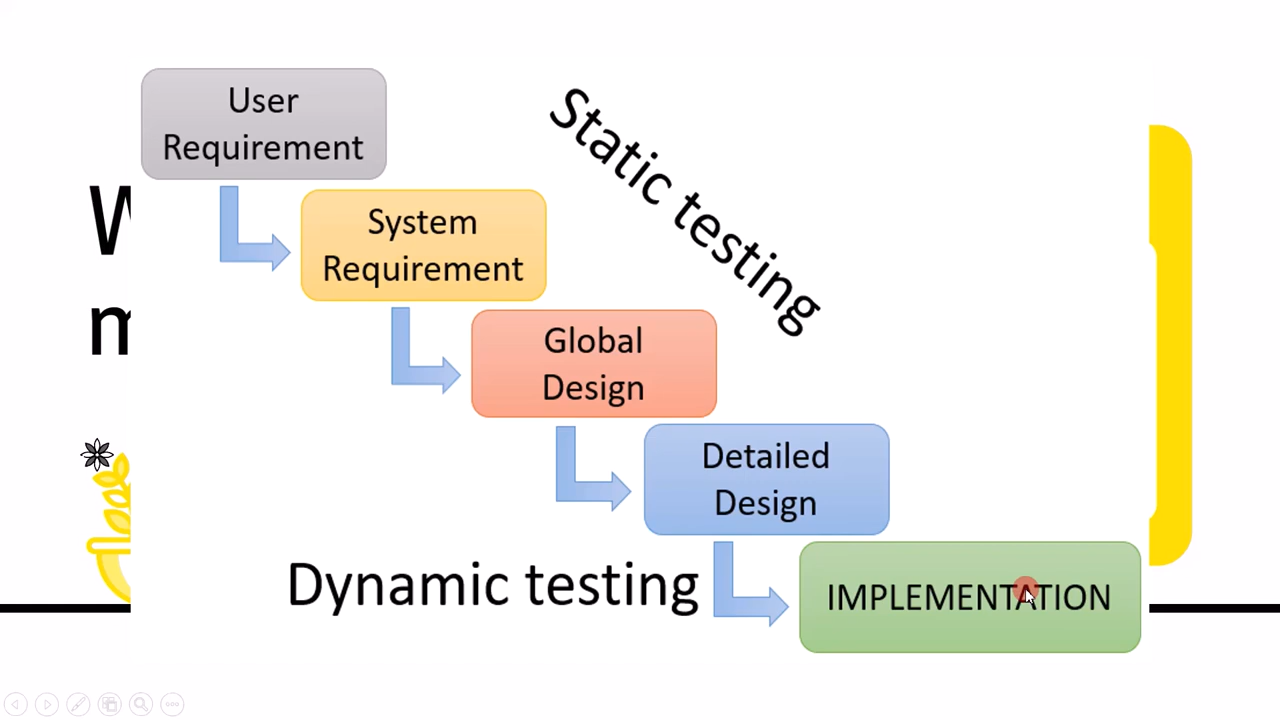 User
Requirement
Static testing
System
Requirement
Global
Design
Detailed
Design
Dynamic testing
IMPLEMENTATION